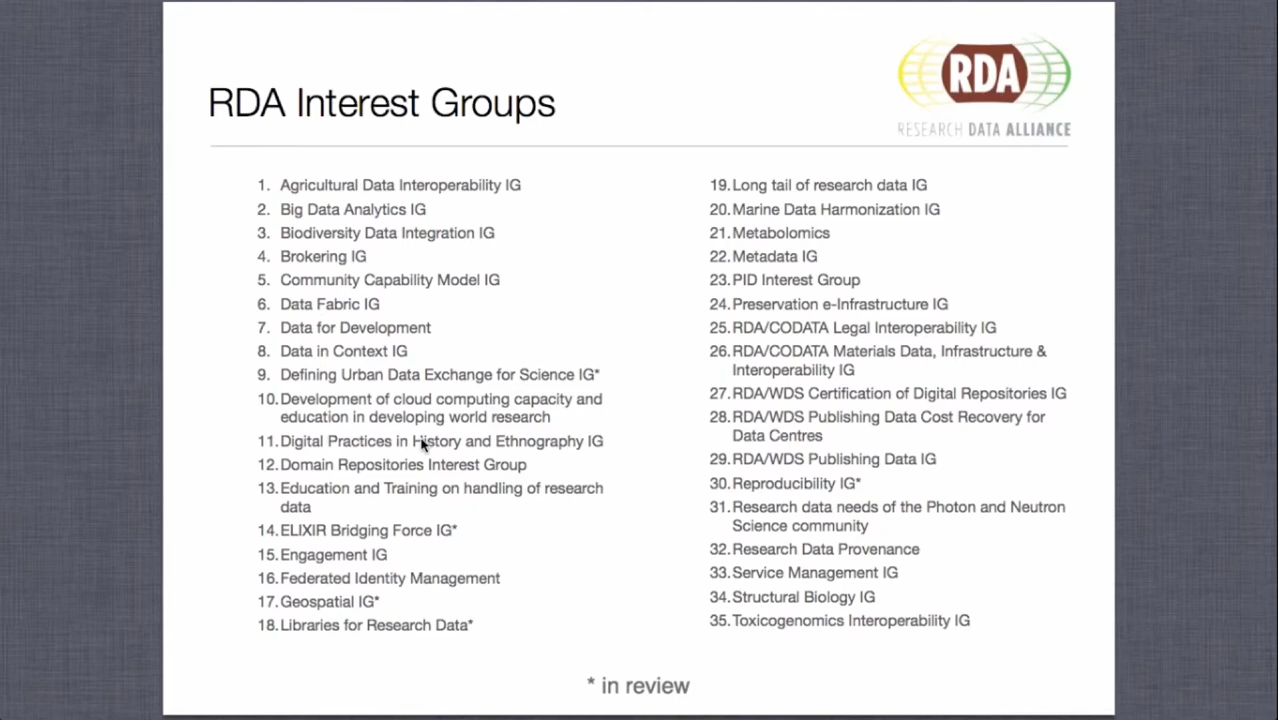 RDA Interest Groups
RDA
RESEARCH DATA ALLIANCE
1. Agricultural Data Interoperability IG
2. Big Data Analytics IG
3. Biodiversity Data Integration IG
4. Brokering IG
5. Community Capability Model IG
6. Data Fabric IG
7. Data for Development
8. Data in Context IG
9. Defining Urban Data Exchange for Science IG*
10. Development of cloud computing capacity and
education in developing world research
11. Digital Practices in History and Ethnography IG
12. Domain Repositories Interest Group
13. Education and Training on handling of research
data
14. ELIXIR Bridging Force IG*
15. Engagement IG
16. Federated Identity Management
17. Geospatial IG*
18. Libraries for Research Data*
19. Long tail of research data IG
20. Marine Data Harmonization IG
21. Metabolomics
22. Metadata IG
23. PID Interest Group
24. Preservation e-Infrastructure IG
25. RDA/CODATA Legal Interoperability IG
26. RDA/CODATA Materials Data, Infrastructure &
Interoperability IG
27. RDA/WDS Certification of Digital Repositories IG
28. RDA/WDS Publishing Data Cost Recovery for
Data Centres
29. RDA/WDS Publishing Data IG
30. Reproducibility IG*
31. Research data needs of the Photon and Neutron
Science community
32. Research Data Provenance
33. Service Management IG
34. Structural Biology IG
35. Toxicogenomics Interoperability IG
* in review